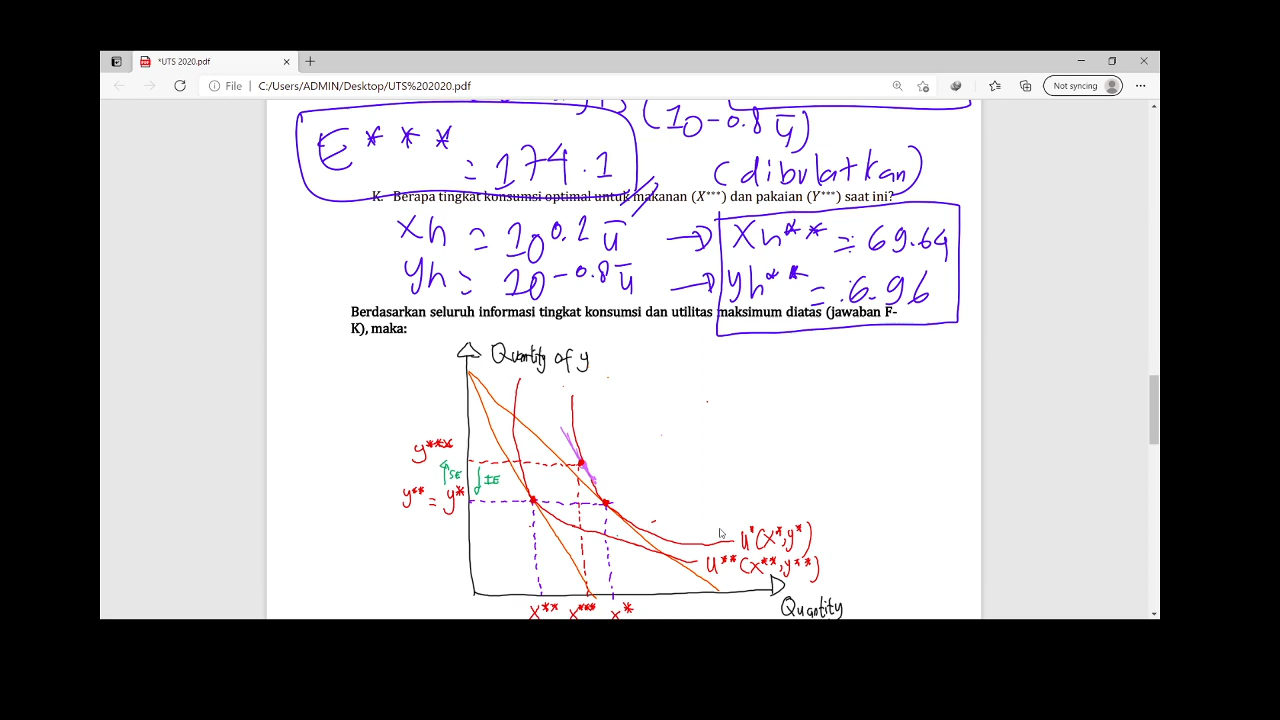 *UTS 2020.pdf
File C:/Users/ADMIN/Desktop/UTS%202020.pdf
Not syncing
(10-0.8 ū)
E*** = 174.1
(dibulatkan)
K. Berapa tingkat konsumsi optimal untuk makanan (X***) dan pakaian (Y***) saat ini?
Xh = 10^0.2 ū → Xh*** = 69.64
yh = 10^-0.8 ū → yh*** = 6.96
Berdasarkan seluruh informasi tingkat konsumsi dan utilitas maksimum diatas (jawaban F-
K), maka:
Quantity of y
y***
SE IE
y** = y*
u*(x*,y*)
u**(x**,y**)
x** x*** x*
Quantity